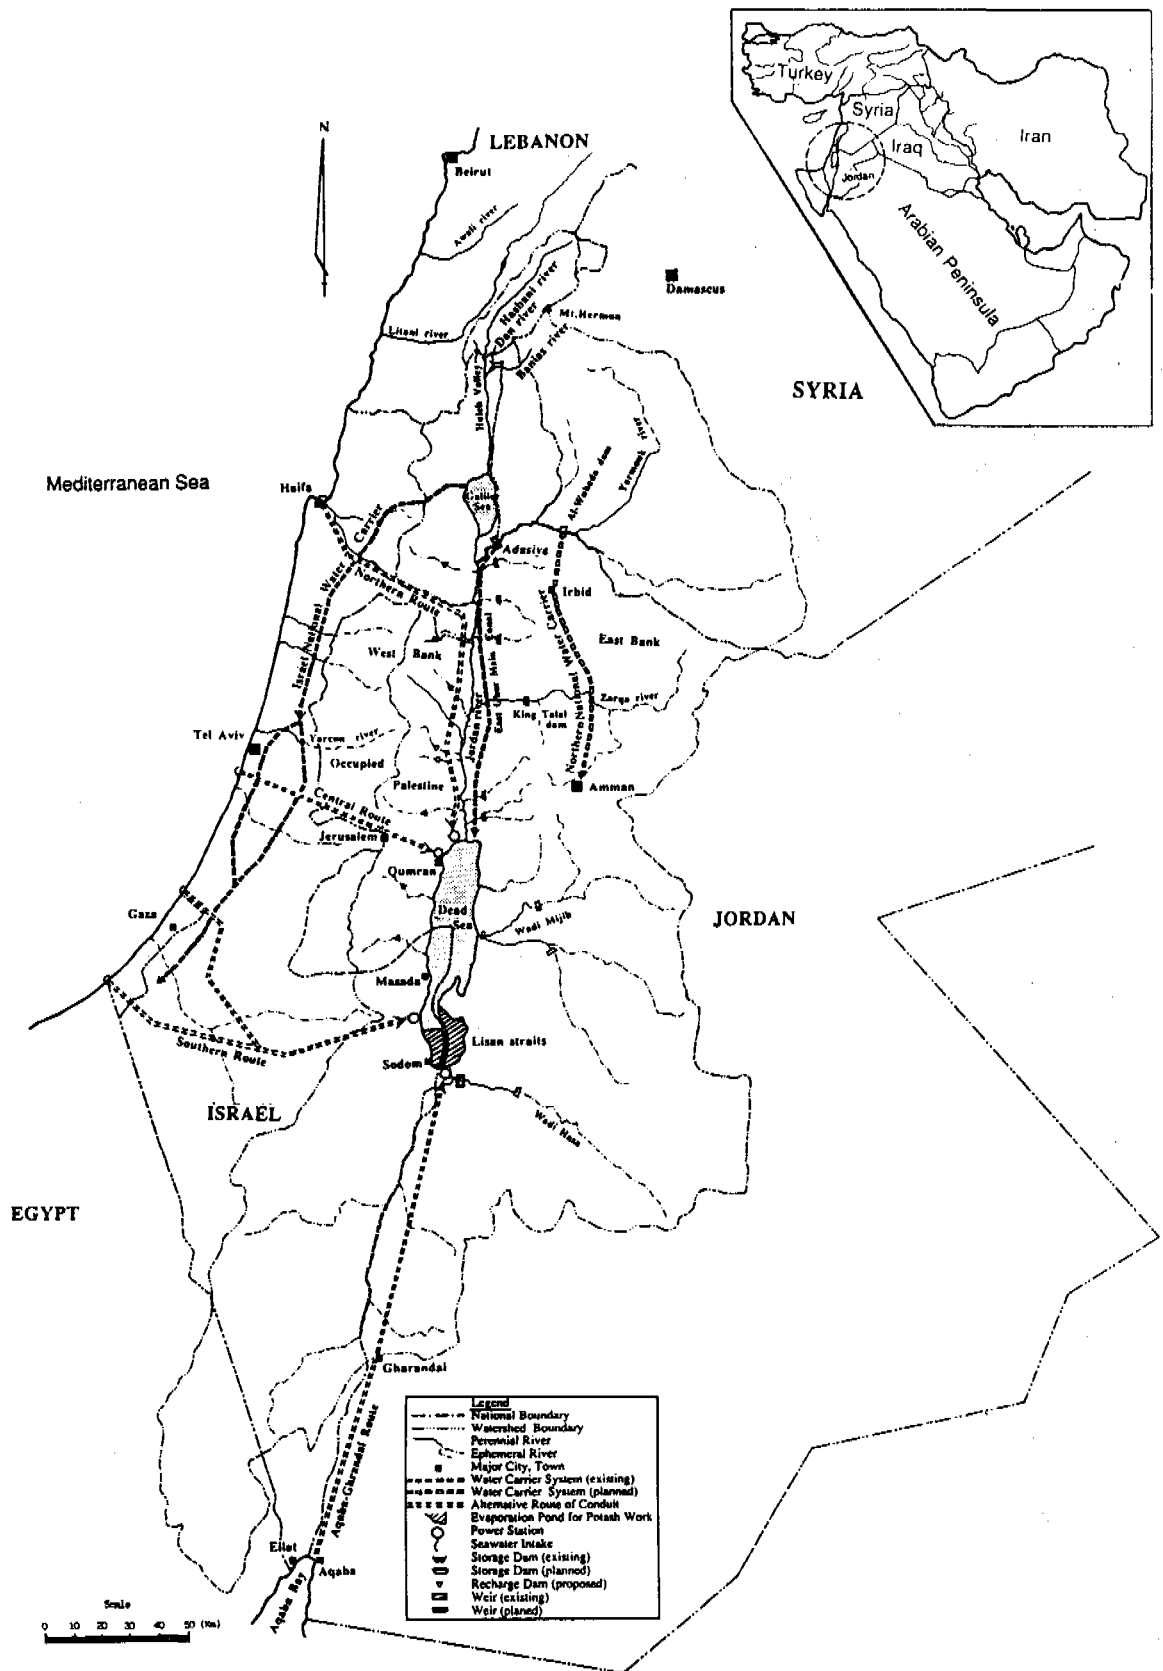 Turkey
Syria
Iraq
Iran
Jordan
Arabian Peninsula
N
LEBANON
Beirut
Awali river
Damascus
Hasbani river
Dan river
Mt.Hermon
Litani river
Banias river
Huleh Valley
SYRIA
Yarmouk river
Al-Wahada dam
Mediterranean Sea
Haifa
Galilee
Sea
Adasiya
Israel National Water Carrier
Northern Route
Irbid
West Bank
East Bank
East Ghor Main Canal
Jordan river
Northern National Water Carrier
Zarqa river
King Talal
dam
Tel Aviv
Yarcon river
Occupied
Palestine
Amman
Central Route
Jerusalem
Qumran
Dead
Sea
Wadi Mijib
JORDAN
Gaza
Masada
Lisan straits
Southern Route
Sodom
ISRAEL
Wadi Hasa
EGYPT
Gharandal
Aqaba-Gharandal Route
Eilat
Aqaba
Aqaba Bay
Legend
National Boundary
Watershed Boundary
Perennial River
Ephemeral River
Major City, Town
Water Carrier System (existing)
Water Carrier System (planned)
Alternative Route of Conduit
Evaporation Pond for Potash Work
Power Station
Seawater Intake
Storage Dam (existing)
Storage Dam (planned)
Recharge Dam (proposed)
Weir (existing)
Weir (planed)
Scale
0 10 20 30 40 50 (Km)